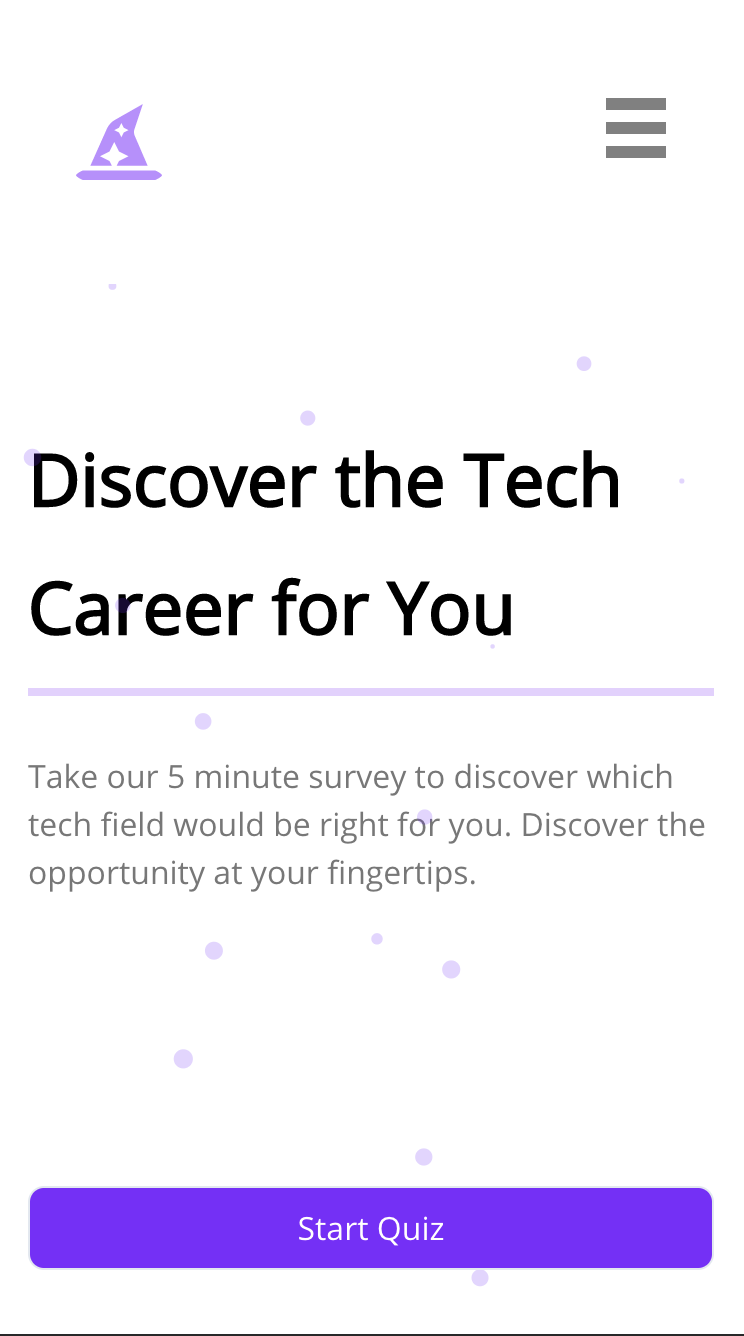 Discover the Tech
Career for You
Take our 5 minute survey to discover which
tech field would be right for you. Discover the
opportunity at your fingertips.
Start Quiz